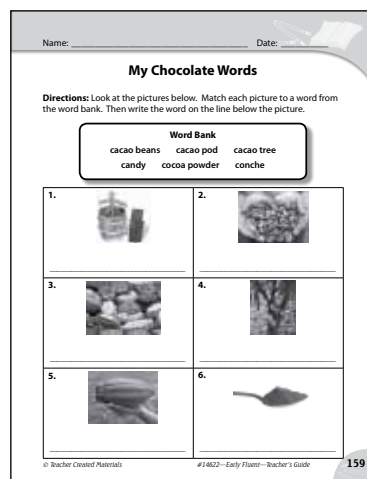 Name: ________________ Date: ________
My Chocolate Words
Directions: Look at the pictures below. Match each picture to a word from
the word bank. Then write the word on the line below the picture.
Word Bank
cacao beans cacao pod cacao tree
candy cocoa powder conche
1.
2.
3.
4.
5.
6.
© Teacher Created Materials #14622—Early Fluent—Teacher's Guide 159